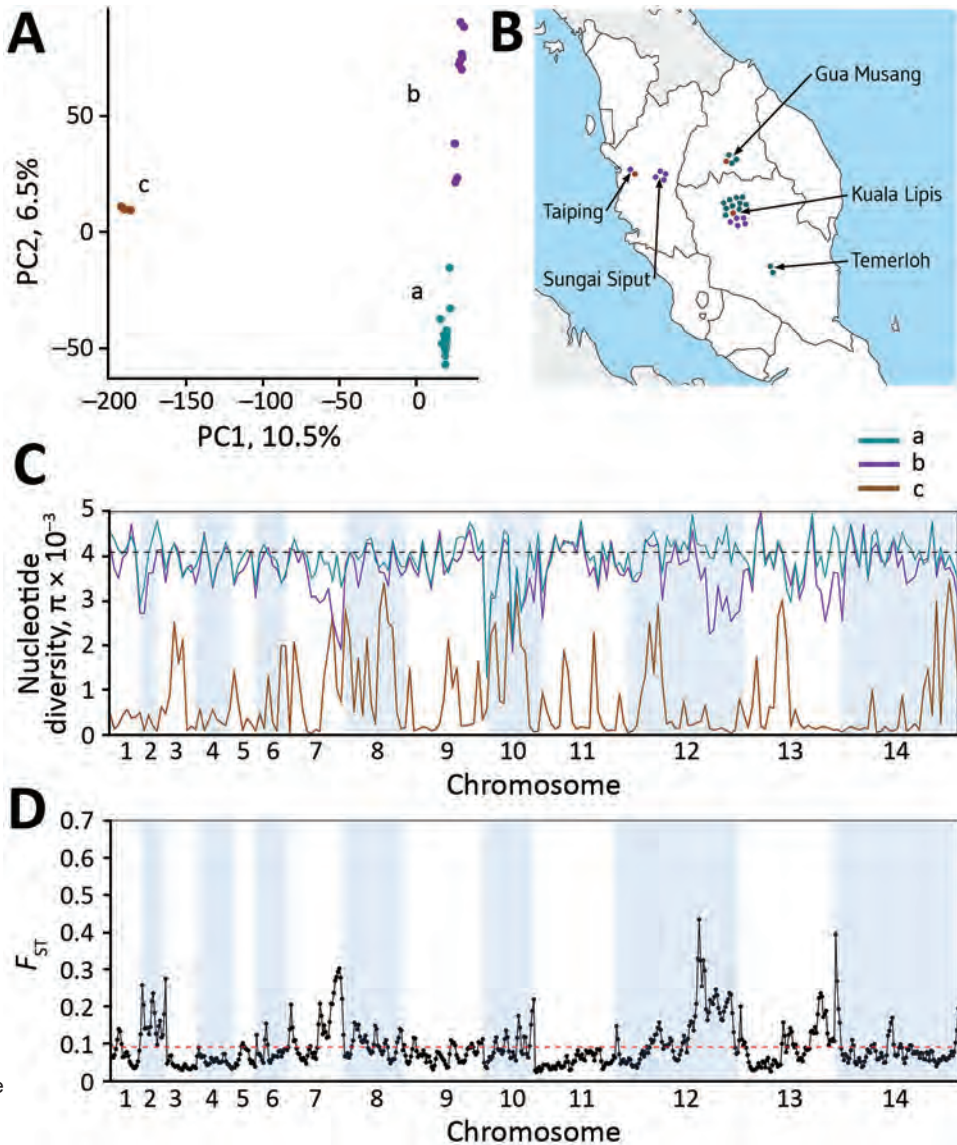 A
PC2, 6.5%
50
0
−50
b
c
a
−200 −150 −100 −50 0
PC1, 10.5%
B
Gua Musang
Kuala Lipis
Taiping
Sungai Siput
Temerloh
a
b
c
C
Nucleotide
diversity, π × 10⁻³
5
4
3
2
1
0
1 2 3 4 5 6 7 8 9 10 11 12 13 14
Chromosome
D
FST
0.7
0.6
0.5
0.4
0.3
0.2
0.1
0
1 2 3 4 5 6 7 8 9 10 11 12 13 14
Chromosome
e